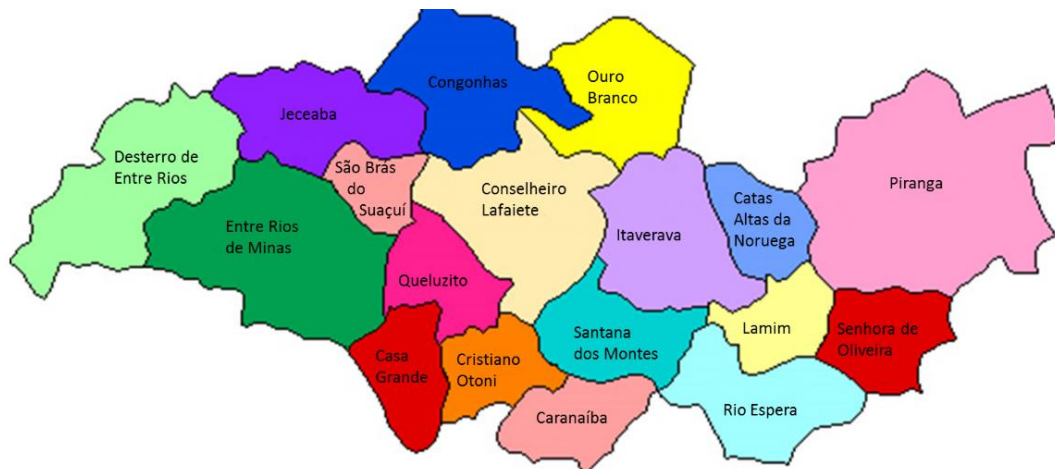 Congonhas
Ouro
Branco
Jeceaba
Desterro de
Entre Rios
São Brás
do
Suaçuí
Conselheiro
Lafaiete
Catas
Altas da
Noruega
Piranga
Entre Rios
de Minas
Itaverava
Queluzito
Santana
dos Montes
Lamim
Senhora de
Oliveira
Casa
Grande
Cristiano
Otoni
Caranaíba
Rio Espera